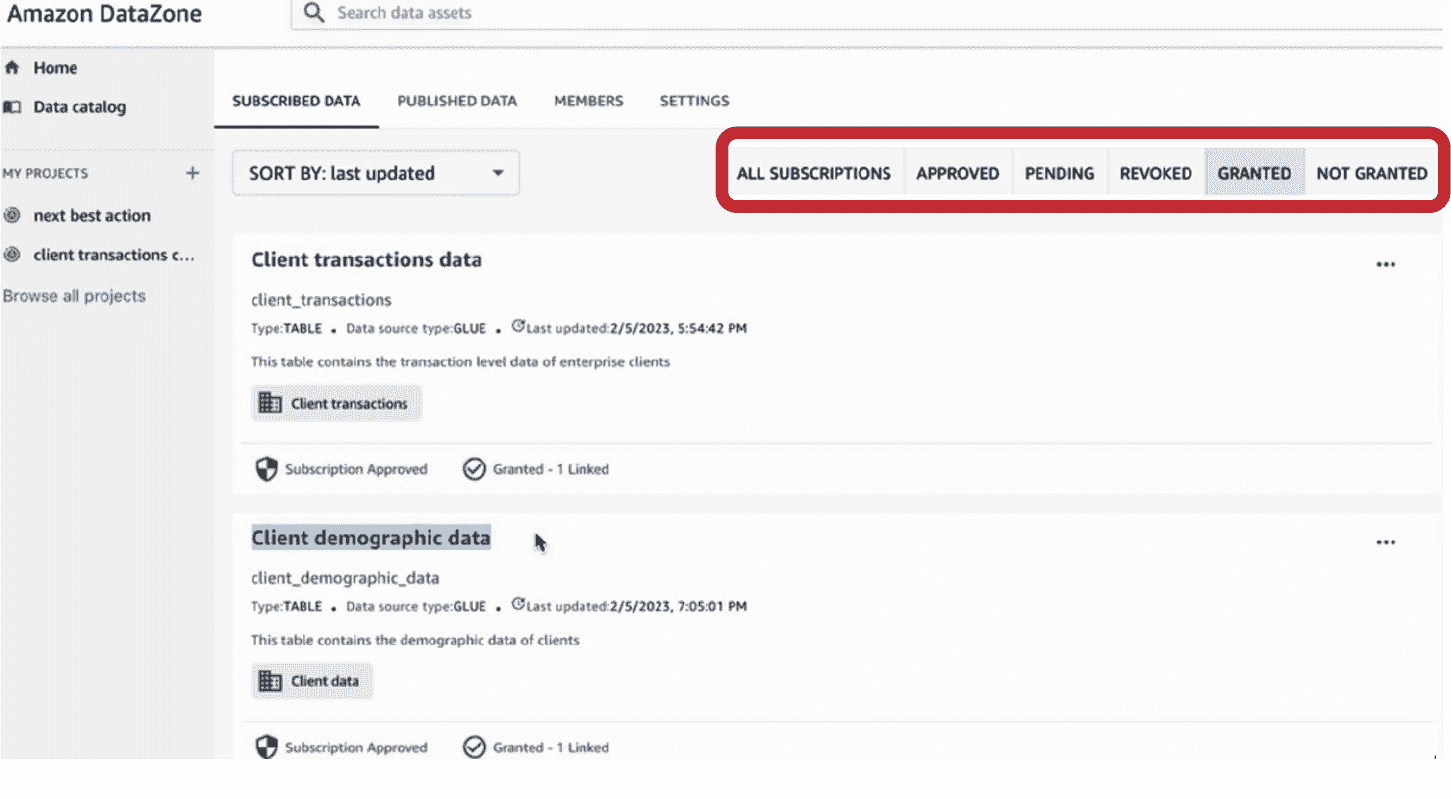 Amazon DataZone
Search data assets
Home
Data catalog
MY PROJECTS +
next best action
client transactions c...
Browse all projects
SUBSCRIBED DATA PUBLISHED DATA MEMBERS SETTINGS
SORT BY: last updated
ALL SUBSCRIPTIONS APPROVED PENDING REVOKED GRANTED NOT GRANTED
Client transactions data
client_transactions
Type:TABLE • Data source type:GLUE • Last updated:2/5/2023, 5:54:42 PM
This table contains the transaction level data of enterprise clients
Client transactions
Subscription Approved Granted - 1 Linked
Client demographic data
client_demographic_data
Type:TABLE • Data source type:GLUE • Last updated:2/5/2023, 7:05:01 PM
This table contains the demographic data of clients
Client data
Subscription Approved Granted - 1 Linked